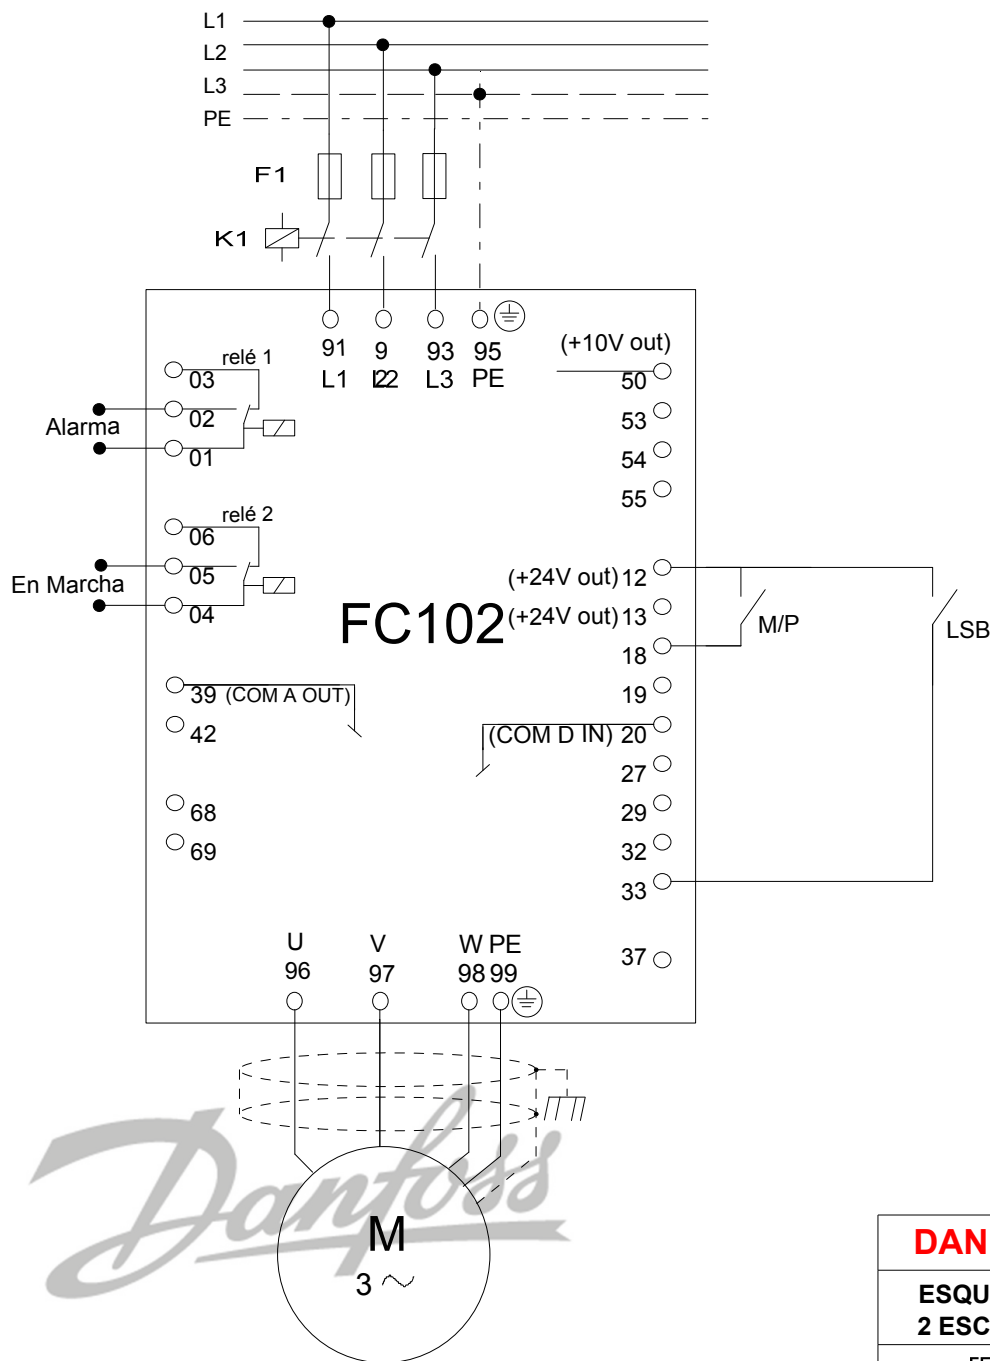 L1
L2
L3
PE
F1
K1
91 9 93 95
L1 2 L2 L3 PE
(+10V out)
50
53
54
55
relé 1
03
02
01
Alarma
relé 2
06
05
04
En Marcha
FC102
(+24V out) 12
(+24V out) 13
18
19
M/P
LSB
39 (COM A OUT)
42
(COM D IN) 20
27
29
32
33
37
68
69
U V W PE
96 97 98 99
Danfoss
M
3 ~
DAN
ESQU
2 ESC